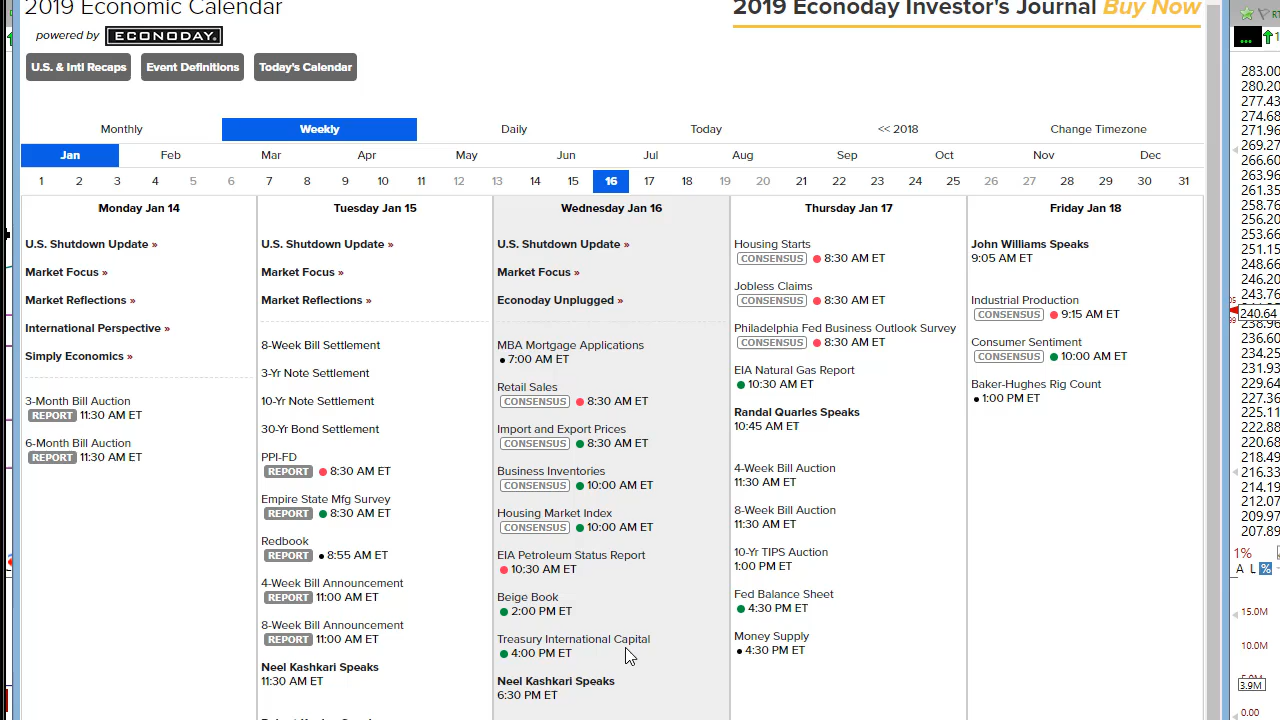 2019 Economic Calendar
2019 Econoday Investor's Journal Buy Now
powered by ECONODAY.
U.S. & Intl Recaps
Event Definitions
Today's Calendar
Monthly Weekly Daily Today << 2018 Change Timezone
Jan Feb Mar Apr May Jun Jul Aug Sep Oct Nov Dec
1 2 3 4 5 6 7 8 9 10 11 12 13 14 15 16 17 18 19 20 21 22 23 24 25 26 27 28 29 30 31
Monday Jan 14
U.S. Shutdown Update »
Market Focus »
Market Reflections »
International Perspective »
Simply Economics »
3-Month Bill Auction
REPORT 11:30 AM ET
6-Month Bill Auction
REPORT 11:30 AM ET
Tuesday Jan 15
U.S. Shutdown Update »
Market Focus »
Market Reflections »
8-Week Bill Settlement
3-Yr Note Settlement
10-Yr Note Settlement
30-Yr Bond Settlement
PPI-FD
REPORT 8:30 AM ET
Empire State Mfg Survey
REPORT 8:30 AM ET
Redbook
REPORT 8:55 AM ET
4-Week Bill Announcement
REPORT 11:00 AM ET
8-Week Bill Announcement
REPORT 11:00 AM ET
Neel Kashkari Speaks
11:30 AM ET
Wednesday Jan 16
U.S. Shutdown Update »
Market Focus »
Econoday Unplugged »
MBA Mortgage Applications
7:00 AM ET
Retail Sales
CONSENSUS 8:30 AM ET
Import and Export Prices
CONSENSUS 8:30 AM ET
Business Inventories
CONSENSUS 10:00 AM ET
Housing Market Index
CONSENSUS 10:00 AM ET
EIA Petroleum Status Report
10:30 AM ET
Beige Book
2:00 PM ET
Treasury International Capital
4:00 PM ET
Neel Kashkari Speaks
6:30 PM ET
Thursday Jan 17
Housing Starts
CONSENSUS 8:30 AM ET
Jobless Claims
CONSENSUS 8:30 AM ET
Philadelphia Fed Business Outlook Survey
CONSENSUS 8:30 AM ET
EIA Natural Gas Report
10:30 AM ET
Randal Quarles Speaks
10:45 AM ET
4-Week Bill Auction
11:30 AM ET
8-Week Bill Auction
11:30 AM ET
10-Yr TIPS Auction
1:00 PM ET
Fed Balance Sheet
4:30 PM ET
Money Supply
4:30 PM ET
Friday Jan 18
John Williams Speaks
9:05 AM ET
Industrial Production
CONSENSUS 9:15 AM ET
Consumer Sentiment
CONSENSUS 10:00 AM ET
Baker-Hughes Rig Count
1:00 PM ET
283.00
280.20
277.43
274.68
271.96
269.27
266.60
263.96
261.35
258.76
256.20
253.66
251.15
248.66
246.20
243.76
240.64
238.98
236.60
234.25
231.93
229.64
227.36
225.11
222.88
220.68
218.49
216.33
214.19
212.07
209.97
207.89
1%
A L %
15.0M
10.0M
3.9M
0.00